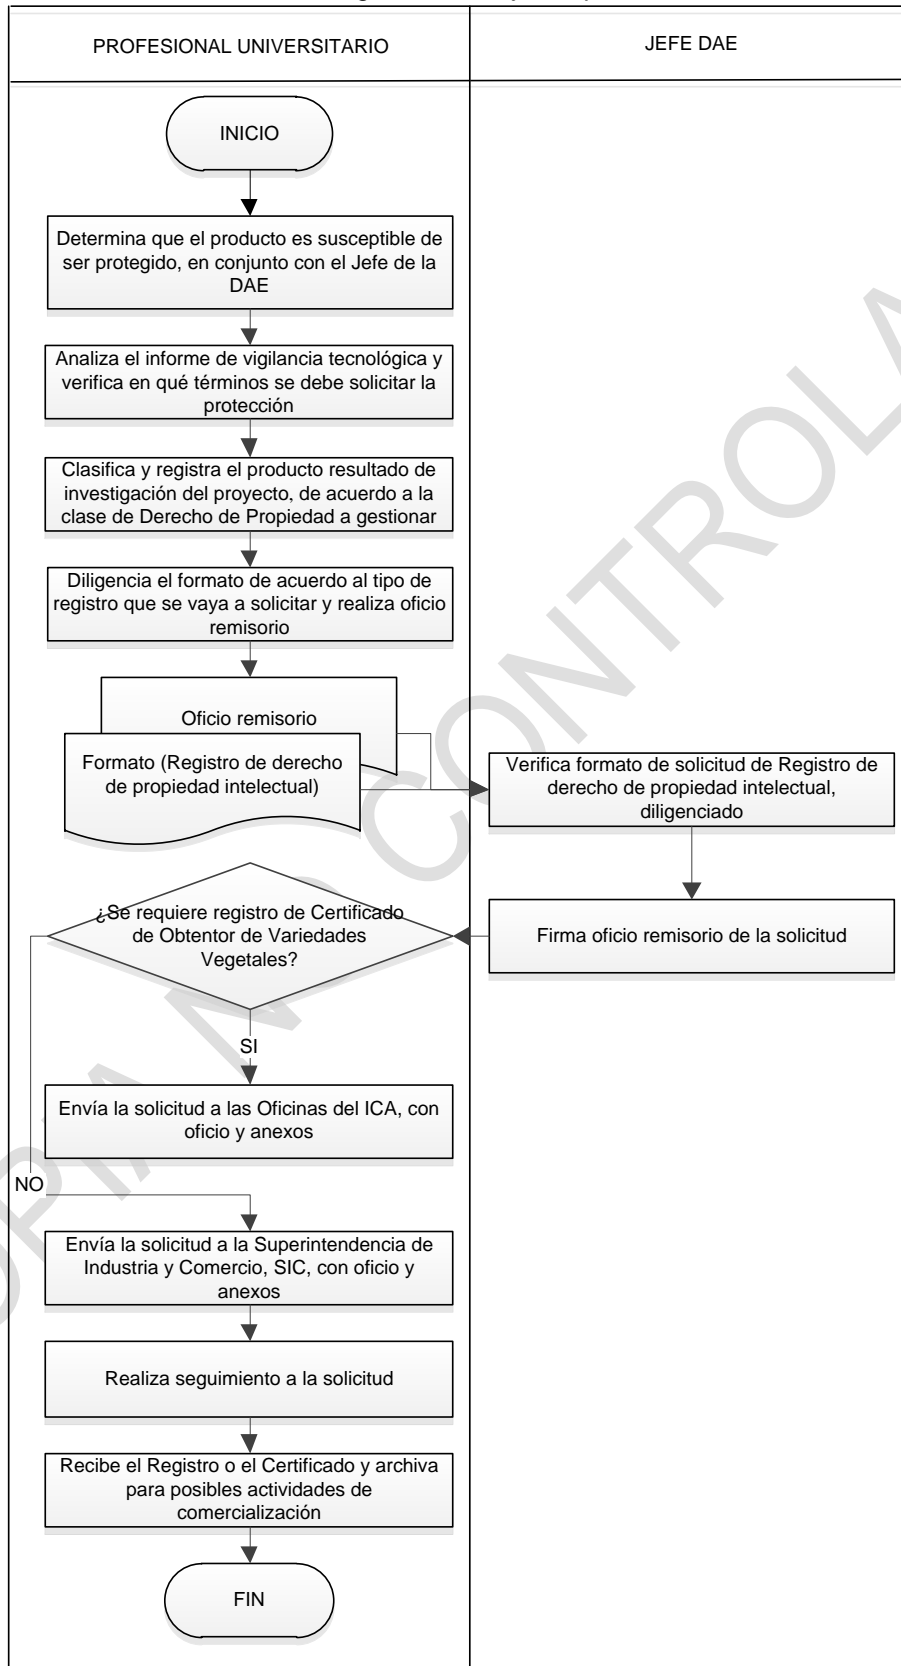 PROFESIONAL UNIVERSITARIO
JEFE DAE
INICIO
Determina que el producto es susceptible de
ser protegido, en conjunto con el Jefe de la
DAE
Analiza el informe de vigilancia tecnológica y
verifica en qué términos se debe solicitar la
protección
Clasifica y registra el producto resultado de
investigación del proyecto, de acuerdo a la
clase de Derecho de Propiedad a gestionar
Diligencia el formato de acuerdo al tipo de
registro que se vaya a solicitar y realiza oficio
remisorio
Oficio remisorio
Formato (Registro de derecho
de propiedad intelectual)
Verifica formato de solicitud de Registro de
derecho de propiedad intelectual,
diligenciado
Firma oficio remisorio de la solicitud
¿Se requiere registro de Certificado
de Obtentor de Variedades
Vegetales?
SI
Envía la solicitud a las Oficinas del ICA, con
oficio y anexos
NO
Envía la solicitud a la Superintendencia de
Industria y Comercio, SIC, con oficio y
anexos
Realiza seguimiento a la solicitud
Recibe el Registro o el Certificado y archiva
para posibles actividades de
comercialización
FIN
OPIA NO CONTROLA